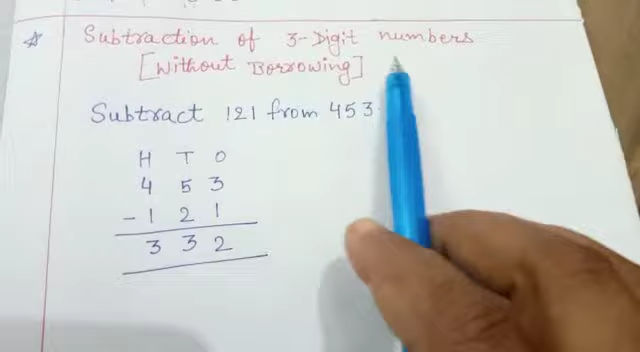 ☆ Subtraction of 3-Digit numbers
[Without Borrowing]
Subtract 121 from 453.
H T O
4 5 3
- 1 2 1
3 3 2